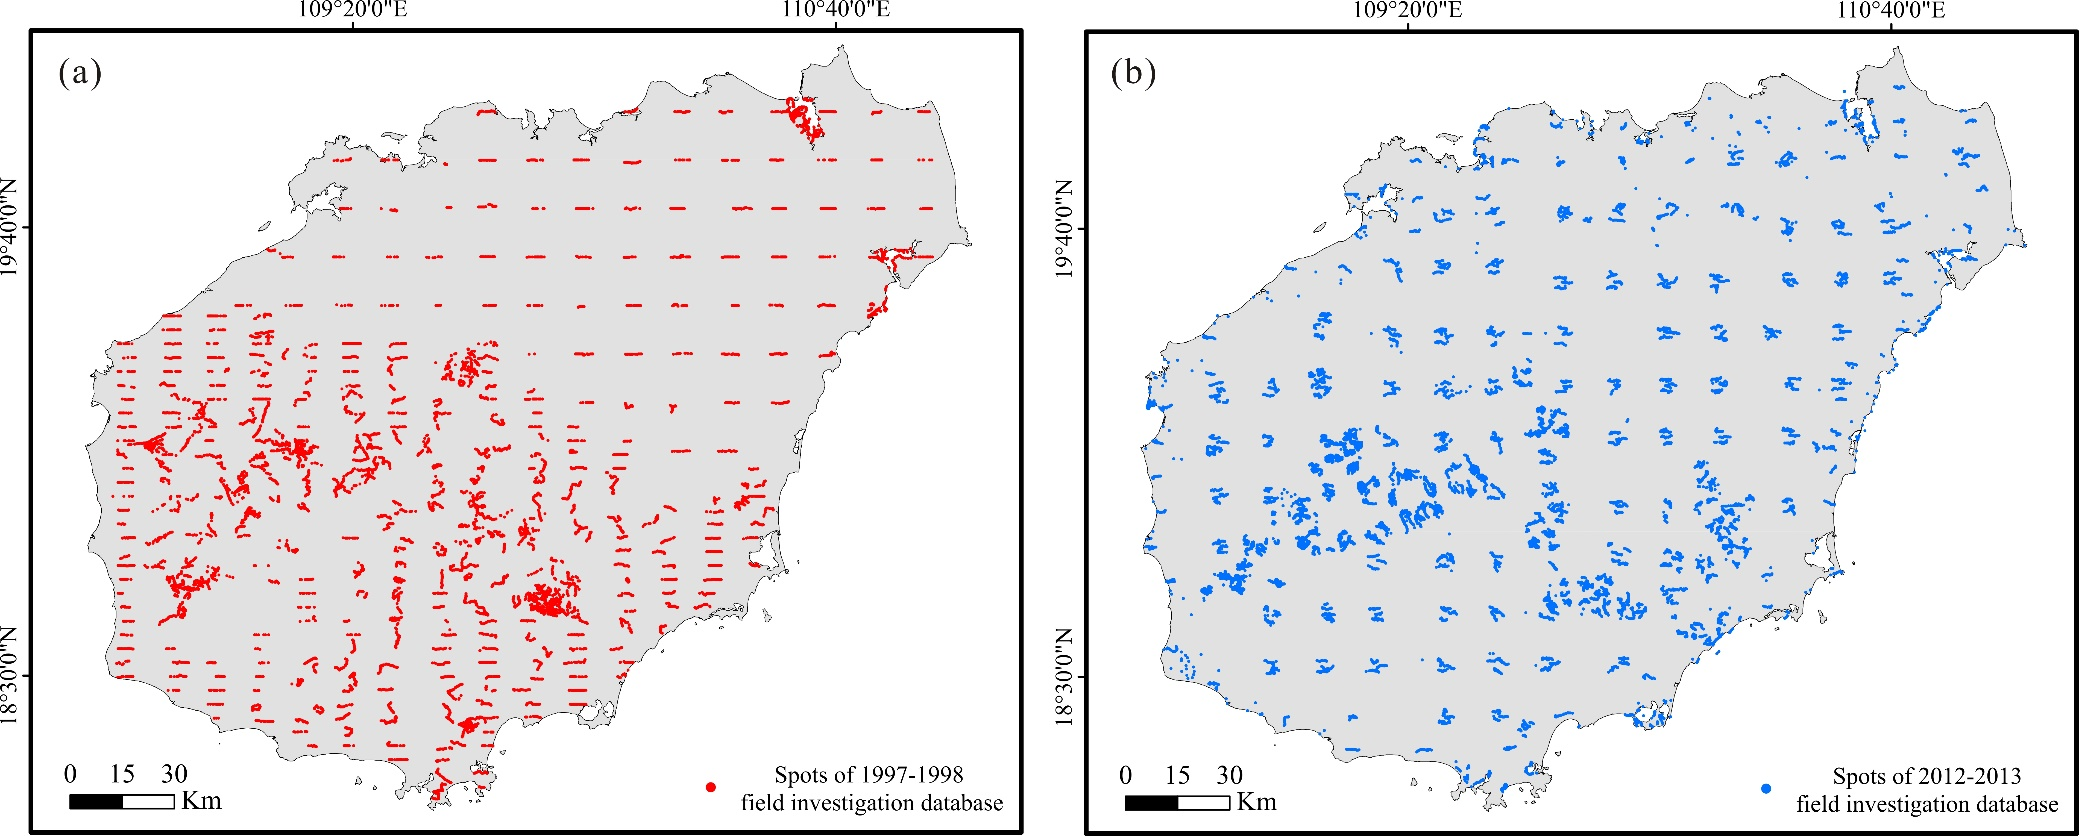 109°20'0"E
110°40'0"E
(a)
19°40'0"N
18°30'0"N
0 15 30
Km
Spots of 1997-1998
field investigation database
109°20'0"E
110°40'0"E
(b)
19°40'0"N
18°30'0"N
0 15 30
Km
Spots of 2012-2013
field investigation database